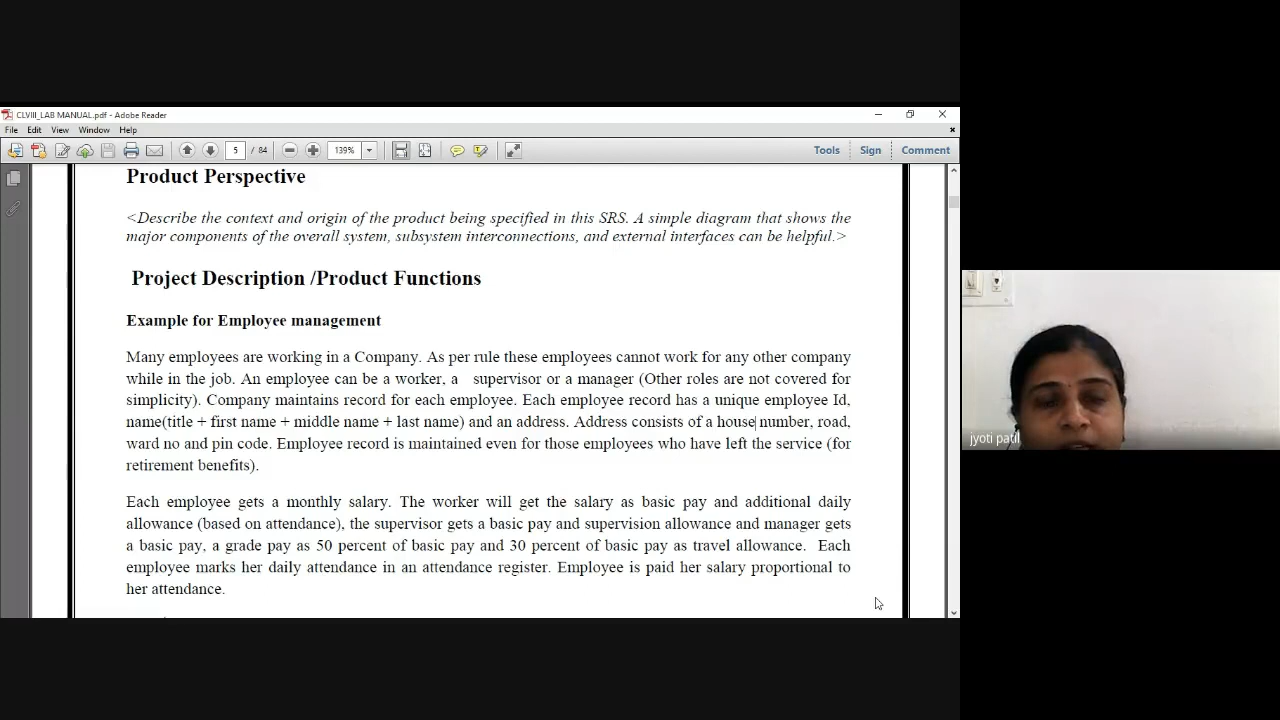 CLVIII_LAB MANUAL.pdf - Adobe Reader
File Edit View Window Help
5 / 84 139% Tools Sign Comment
Product Perspective
<Describe the context and origin of the product being specified in this SRS. A simple diagram that shows the
major components of the overall system, subsystem interconnections, and external interfaces can be helpful.>
Project Description /Product Functions
Example for Employee management
Many employees are working in a Company. As per rule these employees cannot work for any other company
while in the job. An employee can be a worker, a supervisor or a manager (Other roles are not covered for
simplicity). Company maintains record for each employee. Each employee record has a unique employee Id,
name(title + first name + middle name + last name) and an address. Address consists of a house number, road,
ward no and pin code. Employee record is maintained even for those employees who have left the service (for
retirement benefits).
Each employee gets a monthly salary. The worker will get the salary as basic pay and additional daily
allowance (based on attendance), the supervisor gets a basic pay and supervision allowance and manager gets
a basic pay, a grade pay as 50 percent of basic pay and 30 percent of basic pay as travel allowance. Each
employee marks her daily attendance in an attendance register. Employee is paid her salary proportional to
her attendance.
jyoti patil